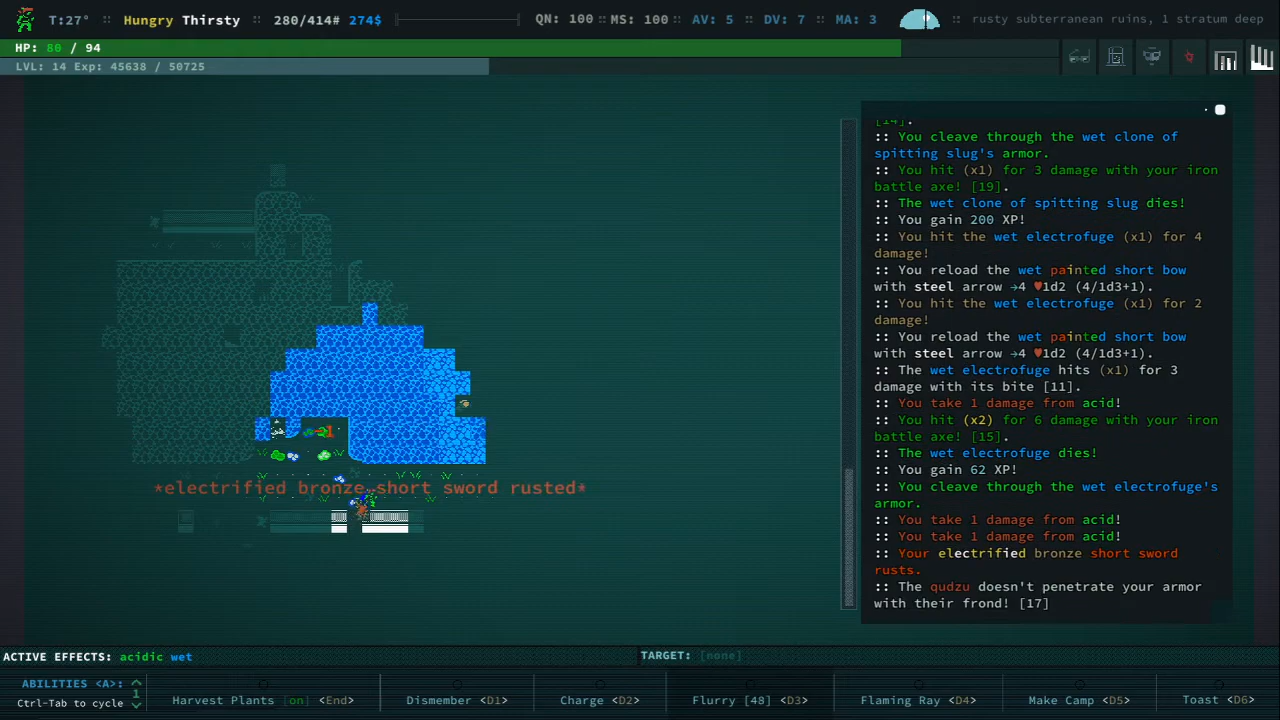 T:27° :: Hungry Thirsty :: 280/414# 274$ QN: 100 :: MS: 100 :: AV: 5 :: DV: 7 :: MA: 3 :: rusty subterranean ruins, 1 stratum deep
HP: 80 / 94
LVL: 14 Exp: 45638 / 50725
[14].
:: You cleave through the wet clone of
spitting slug's armor.
:: You hit (x1) for 3 damage with your iron
battle axe! [19].
:: The wet clone of spitting slug dies!
:: You gain 200 XP!
:: You hit the wet electrofuge (x1) for 4
damage!
:: You reload the wet painted short bow
with steel arrow →4 ♥1d2 (4/1d3+1).
:: You hit the wet electrofuge (x1) for 2
damage!
:: You reload the wet painted short bow
with steel arrow →4 ♥1d2 (4/1d3+1).
:: The wet electrofuge hits (x1) for 3
damage with its bite [11].
:: You take 1 damage from acid!
:: You hit (x2) for 6 damage with your iron
battle axe! [15].
:: The wet electrofuge dies!
:: You gain 62 XP!
:: You cleave through the wet electrofuge's
armor.
:: You take 1 damage from acid!
:: You take 1 damage from acid!
:: Your electrified bronze short sword
rusts.
:: The qudzu doesn't penetrate your armor
with their frond! [17]
-1
*electrified bronze short sword rusted*
ACTIVE EFFECTS: acidic wet
TARGET: [none]
ABILITIES <A>: 1
Ctrl-Tab to cycle
Harvest Plants [on] <End> Dismember <D1> Charge <D2> Flurry [48] <D3> Flaming Ray <D4> Make Camp <D5> Toast <D6>